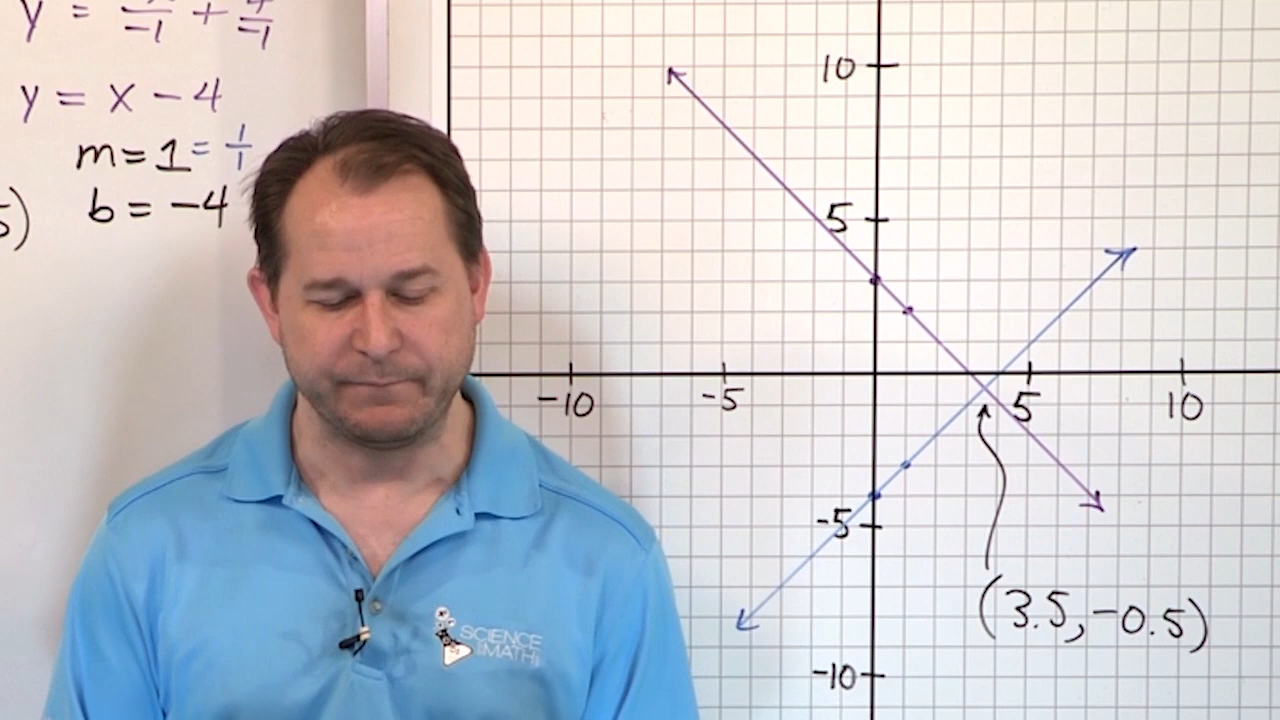 y = x − 4
m = 1 = 1/1
b = −4
5)
10
5
-10
-5
5
10
-5
-10
(3.5, -0.5)
SCIENCE
MATH